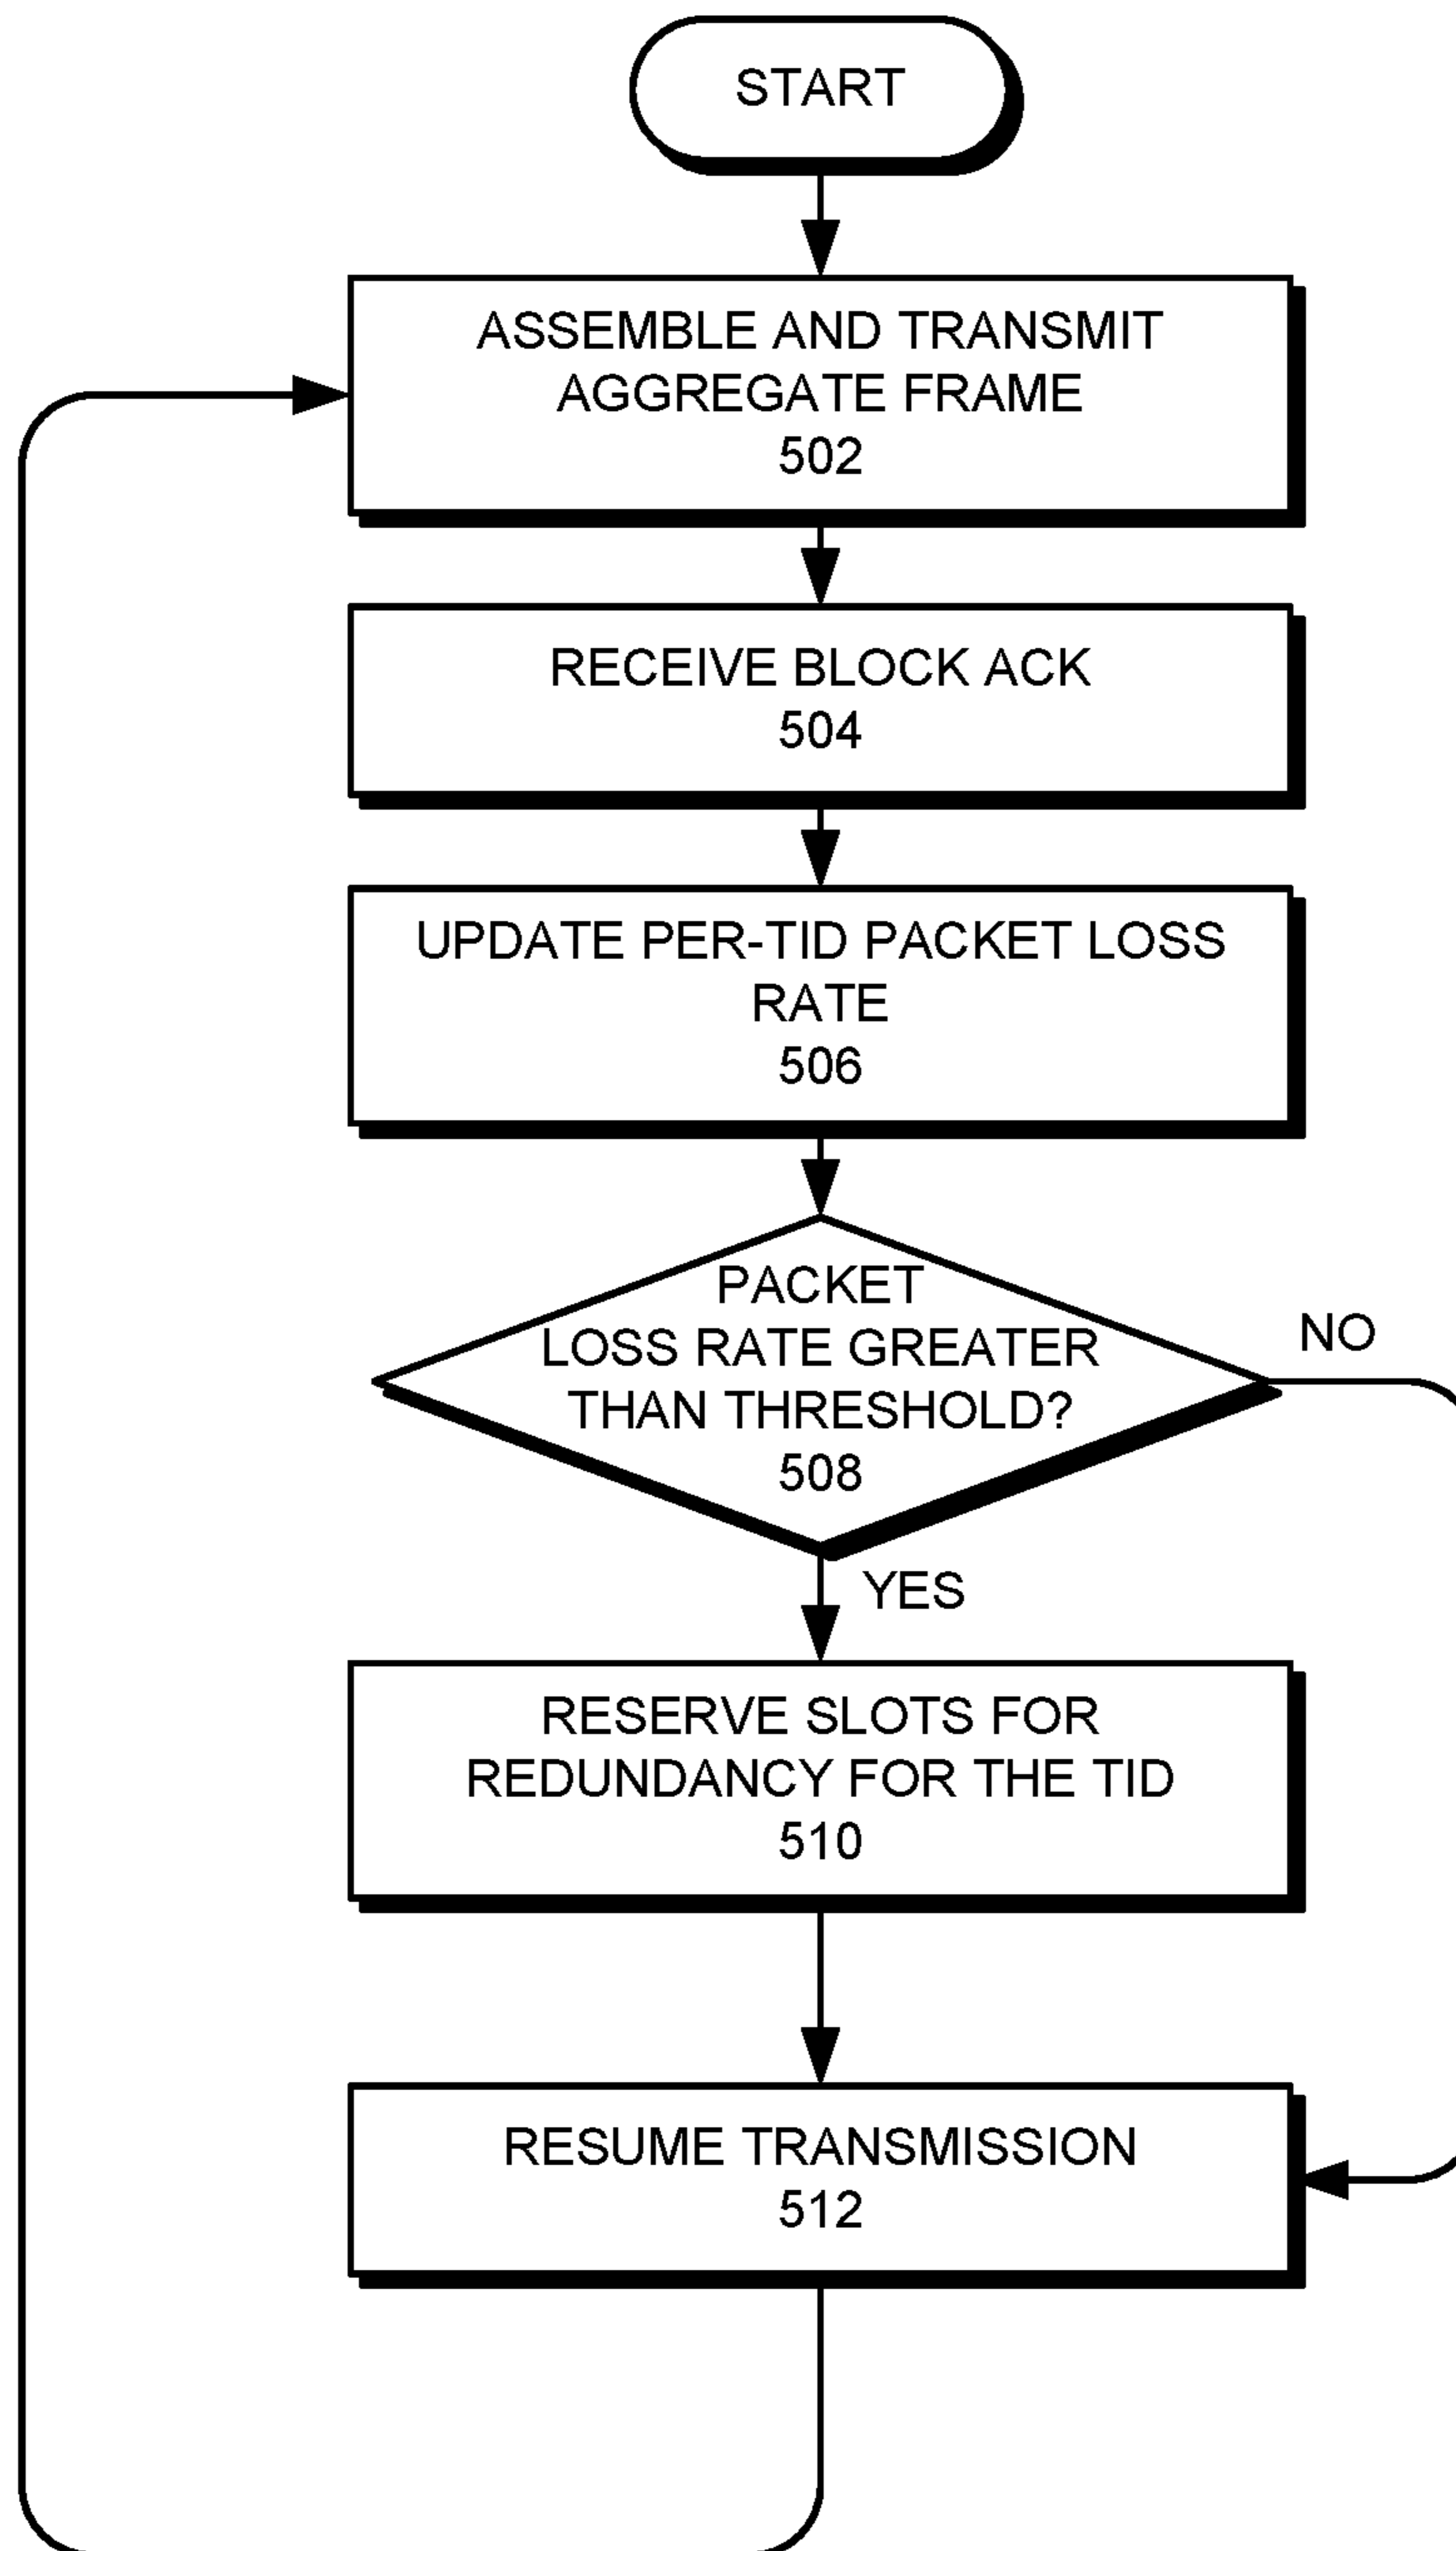 START
ASSEMBLE AND TRANSMIT
AGGREGATE FRAME
502
RECEIVE BLOCK ACK
504
UPDATE PER-TID PACKET LOSS
RATE
506
PACKET
LOSS RATE GREATER
THAN THRESHOLD?
508
NO
YES
RESERVE SLOTS FOR
REDUNDANCY FOR THE TID
510
RESUME TRANSMISSION
512